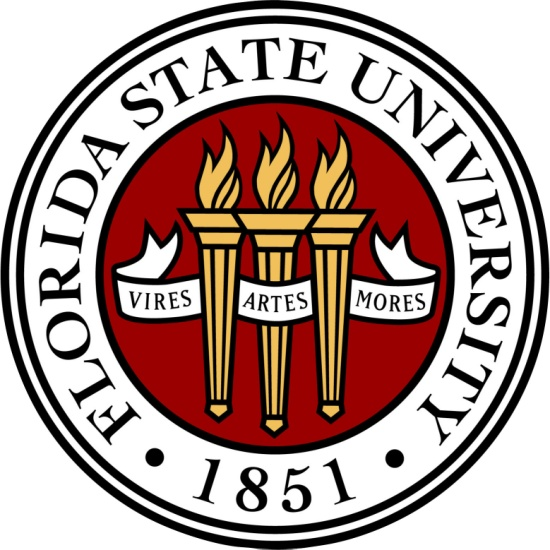 FLORIDA STATE UNIVERSITY
VIRES ARTES MORES
• 1851 •